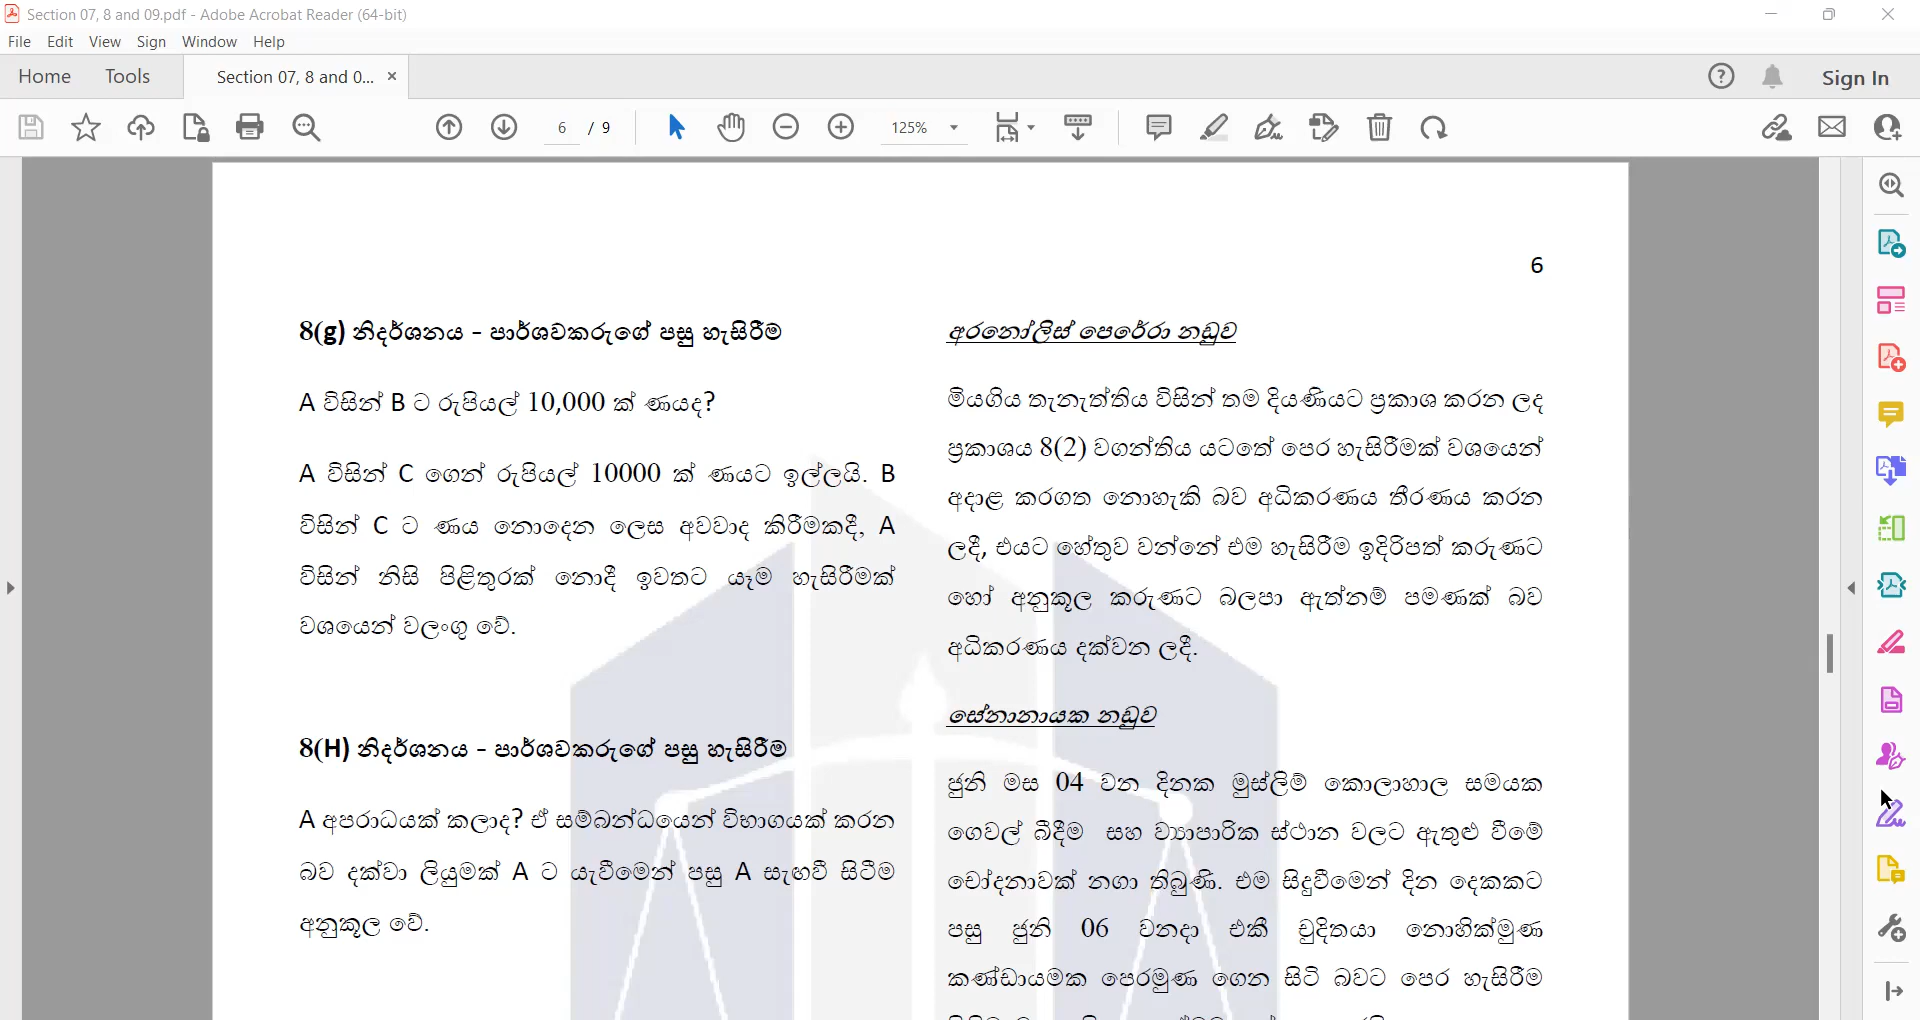 Section 07, 8 and 09.pdf - Adobe Acrobat Reader (64-bit)
File Edit View Sign Window Help
Home Tools Section 07, 8 and 0... × Sign In
6 / 9 125%
6
8(g) නිදර්ශනය - පාර්ශවකරුගේ පසු හැසිරීම
A විසින් B ට රුපියල් 10,000 ක් ණයද?
A විසින් C ගෙන් රුපියල් 10000 ක් ණයට ඉල්ලයි. B
විසින් C ට ණය නොදෙන ලෙස අවවාද කිරීමකදී, A
විසින් නිසි පිළිතුරක් නොදී ඉවතට යෑම හැසිරීමක්
වශයෙන් වලංගු වේ.
8(H) නිදර්ශනය - පාර්ශවකරුගේ පසු හැසිරීම
A අපරාධයක් කලාද? ඒ සම්බන්ධයෙන් විභාගයක් කරන
බව දක්වා ලියුමක් A ට යැවීමෙන් පසු A සැඟවී සිටීම
අනුකූල වේ.
අරනෝලිස් පෙරේරා නඩුව
මියගිය තැනැත්තිය විසින් තම දියණියට ප්‍රකාශ කරන ලද
ප්‍රකාශය 8(2) වගන්තිය යටතේ පෙර හැසිරීමක් වශයෙන්
අදාළ කරගත නොහැකි බව අධිකරණය තීරණය කරන
ලදී, එයට හේතුව වන්නේ එම හැසිරීම ඉදිරිපත් කරුණට
හෝ අනුකූල කරුණට බලපා ඇත්නම් පමණක් බව
අධිකරණය දක්වන ලදී.
සේනානායක නඩුව
ජුනි මස 04 වන දිනක මුස්ලිම් කොලාහාල සමයක
ගෙවල් බිදීම සහ ව්‍යාපාරික ස්ථාන වලට ඇතුළු වීමේ
චෝදනාවක් නගා තිබුණි. එම සිදුවීමෙන් දින දෙකකට
පසු ජුනි 06 වනදා එකී චුදිතයා නොහික්මුණ
කණ්ඩායමක පෙරමුණ ගෙන සිටි බවට පෙර හැසිරීම